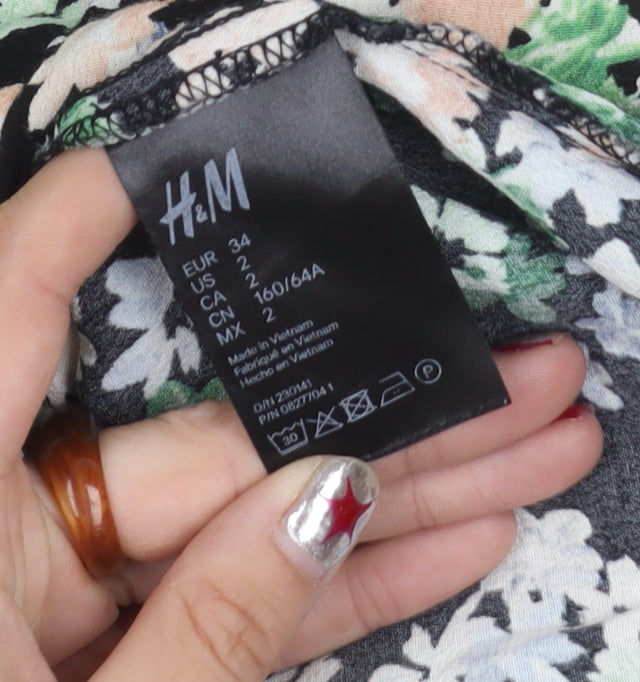 H&M
EUR 34
US 2
CA 2
CN 160/64A
MX 2
Made in Vietnam
Fabriqué en Vietnam
Hecho en Vietnam
O/N 230141
P/N 0827704 1
30
P